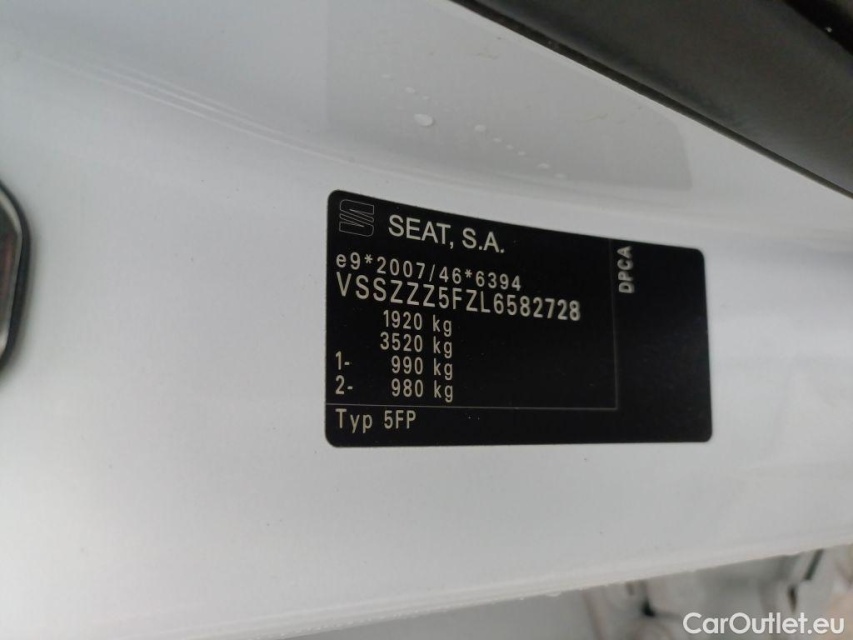 SEAT, S.A.
e9*2007/46*6394
VSSZZZ5FZL6582728
1920 kg
3520 kg
1- 990 kg
2- 980 kg
Typ 5FP
DPCA
CarOutlet.eu